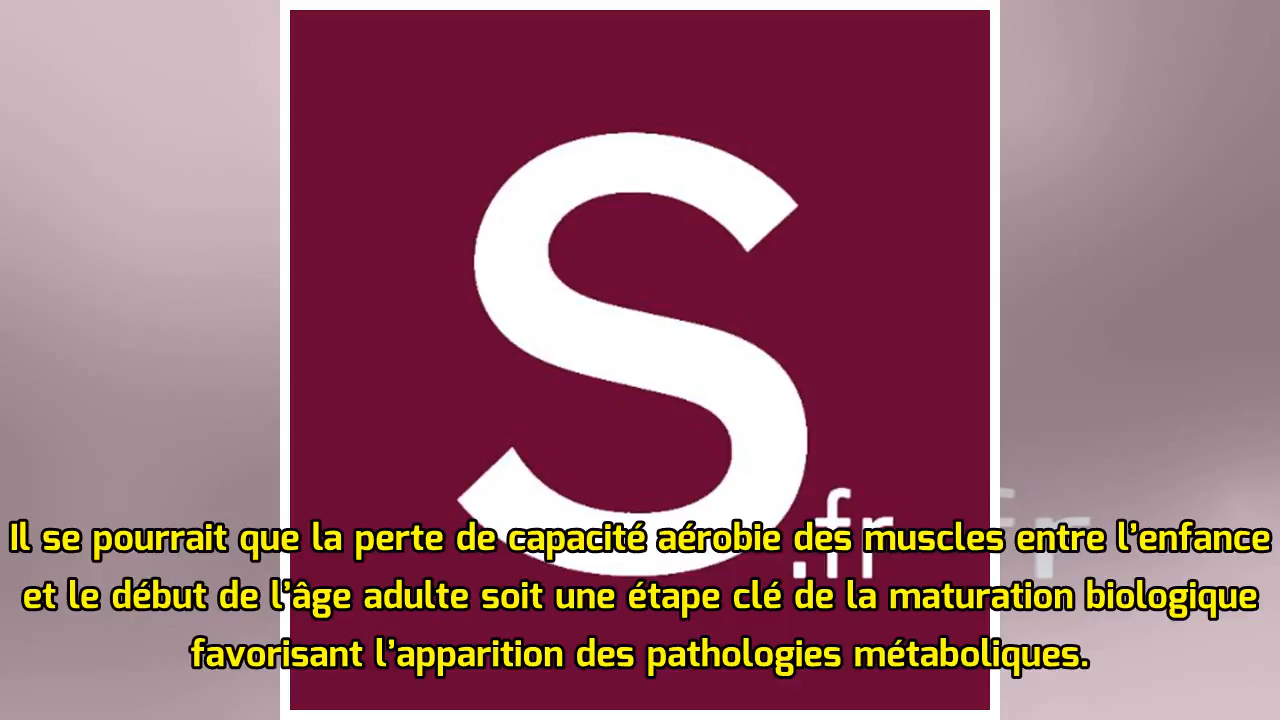 S
.fr
Il se pourrait que la perte de capacité aérobie des muscles entre l’enfance
et le début de l’âge adulte soit une étape clé de la maturation biologique
favorisant l’apparition des pathologies métaboliques.